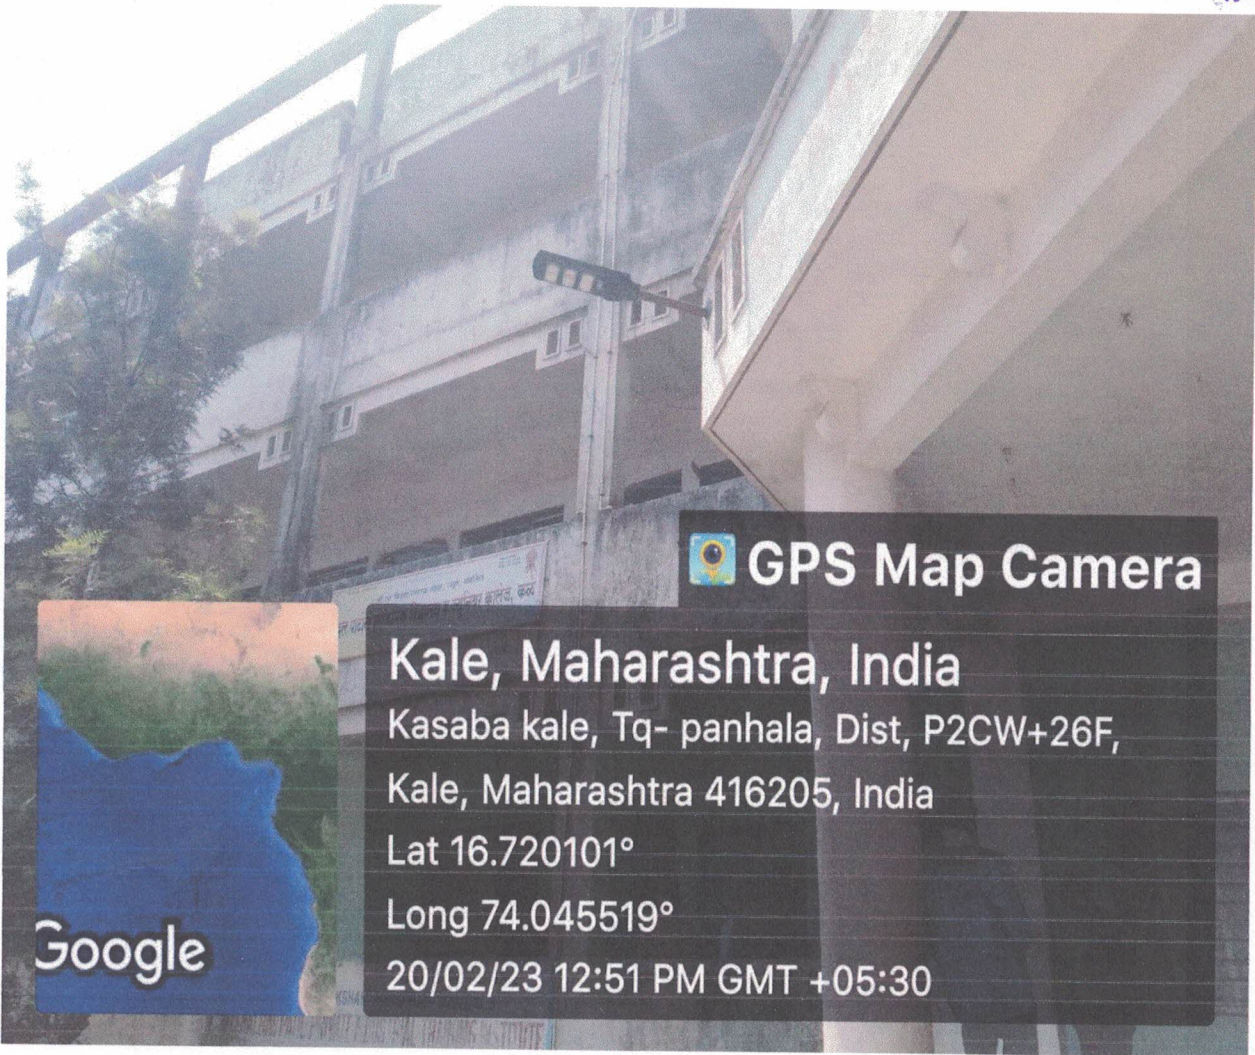 GPS Map Camera
Kale, Maharashtra, India
Kasaba kale, Tq- panhala, Dist, P2CW+26F,
Kale, Maharashtra 416205, India
Lat 16.720101°
Long 74.045519°
20/02/23 12:51 PM GMT +05:30
Google